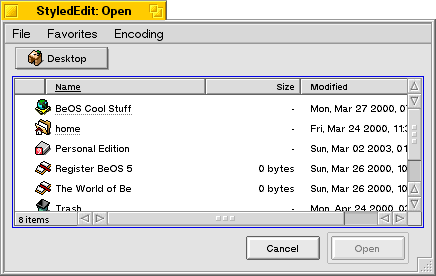 StyledEdit: Open
File Favorites Encoding
Desktop
Name Size Modified
BeOS Cool Stuff - Mon, Mar 27 2000, 01
home - Fri, Mar 24 2000, 11:3
Personal Edition - Sun, Mar 02 2003, 01
Register BeOS 5 0 bytes Sun, Mar 26 2000, 10
The World of Be 0 bytes Sun, Mar 26 2000, 10
Trash - Mon, Apr 24 2000, 03
8 items
Cancel Open